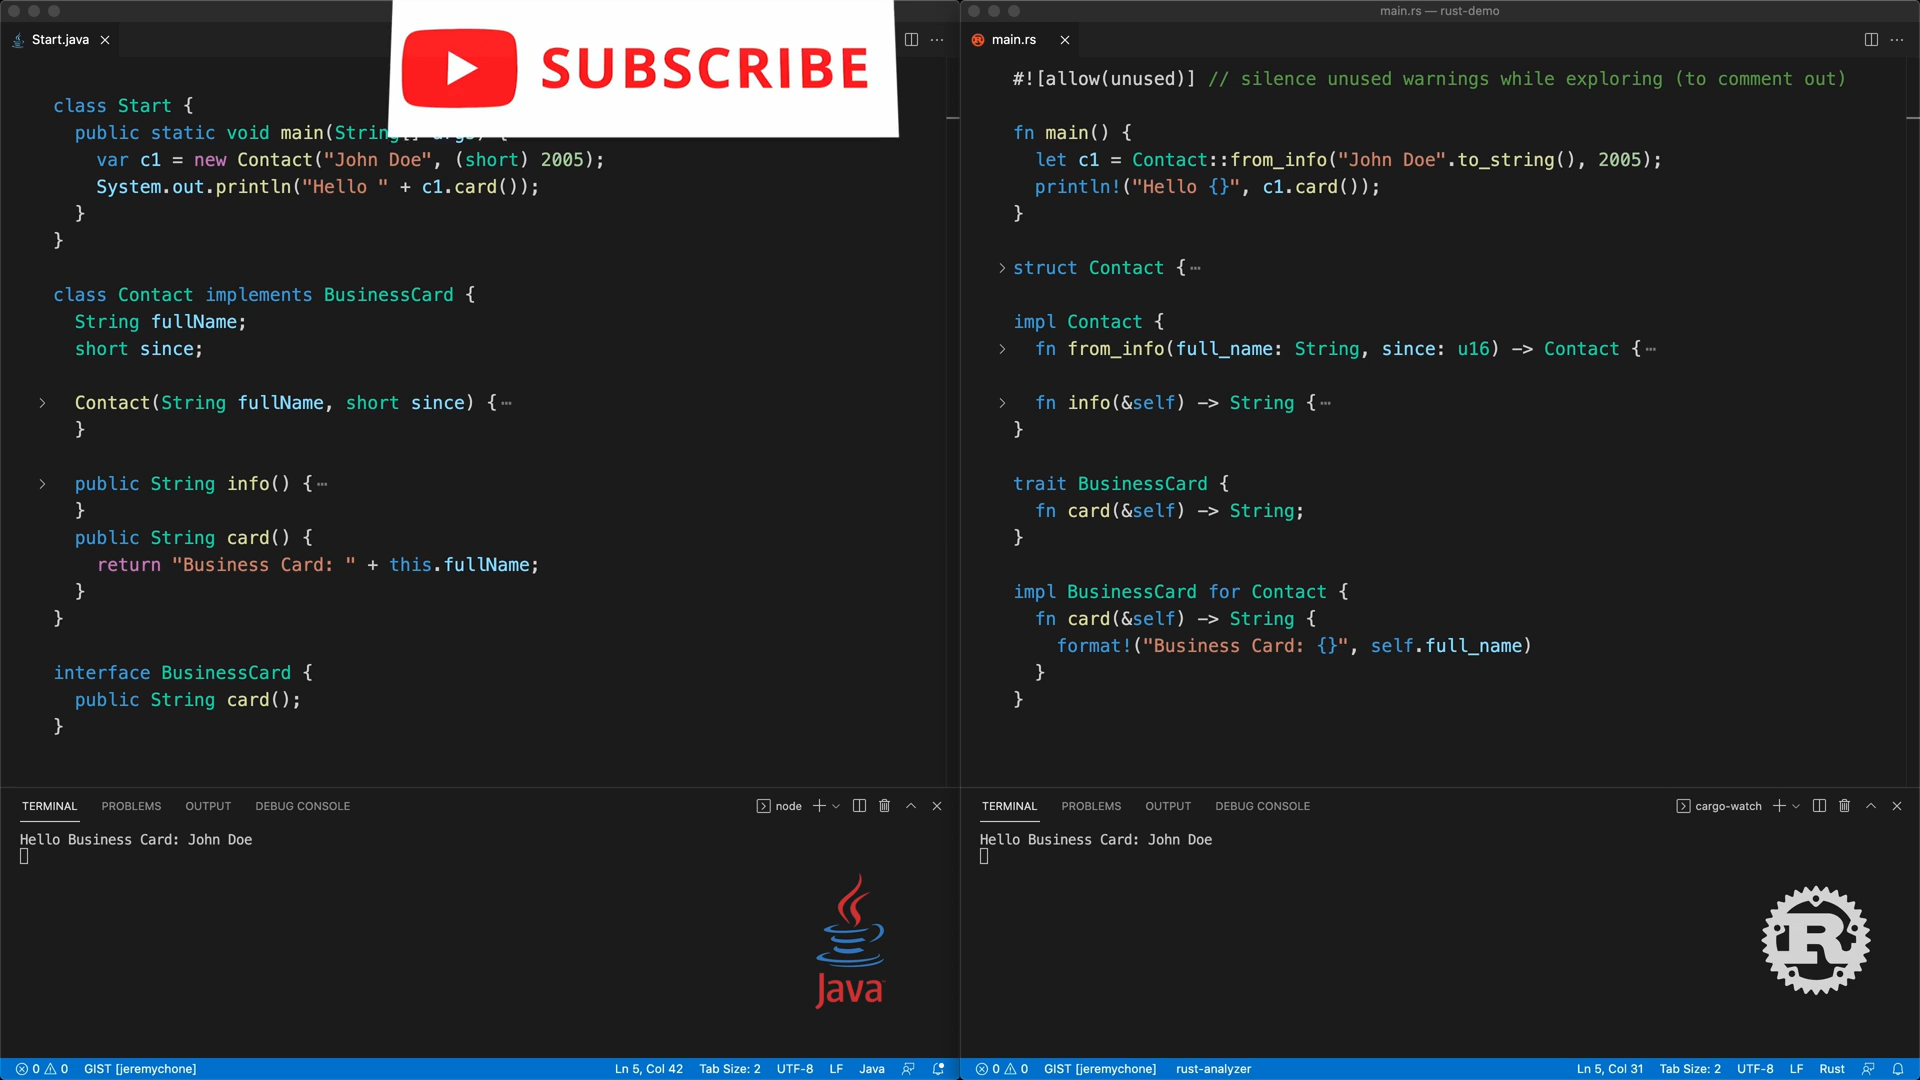 Start.java
SUBSCRIBE
class Start {
public static void main(String[] args) {
var c1 = new Contact("John Doe", (short) 2005);
System.out.println("Hello " + c1.card());
}
}
class Contact implements BusinessCard {
String fullName;
short since;
Contact(String fullName, short since) {⋯
}
public String info() {⋯
}
public String card() {
return "Business Card: " + this.fullName;
}
}
interface BusinessCard {
public String card();
}
TERMINAL PROBLEMS OUTPUT DEBUG CONSOLE node
Hello Business Card: John Doe
Java
0 0 GIST [jeremychone] Ln 5, Col 42 Tab Size: 2 UTF-8 LF Java
main.rs — rust-demo
main.rs
#![allow(unused)] // silence unused warnings while exploring (to comment out)
fn main() {
let c1 = Contact::from_info("John Doe".to_string(), 2005);
println!("Hello {}", c1.card());
}
struct Contact {⋯
impl Contact {
fn from_info(full_name: String, since: u16) -> Contact {⋯
fn info(&self) -> String {⋯
}
trait BusinessCard {
fn card(&self) -> String;
}
impl BusinessCard for Contact {
fn card(&self) -> String {
format!("Business Card: {}", self.full_name)
}
}
TERMINAL PROBLEMS OUTPUT DEBUG CONSOLE cargo-watch
Hello Business Card: John Doe
R
0 0 GIST [jeremychone] rust-analyzer Ln 5, Col 31 Tab Size: 2 UTF-8 LF Rust